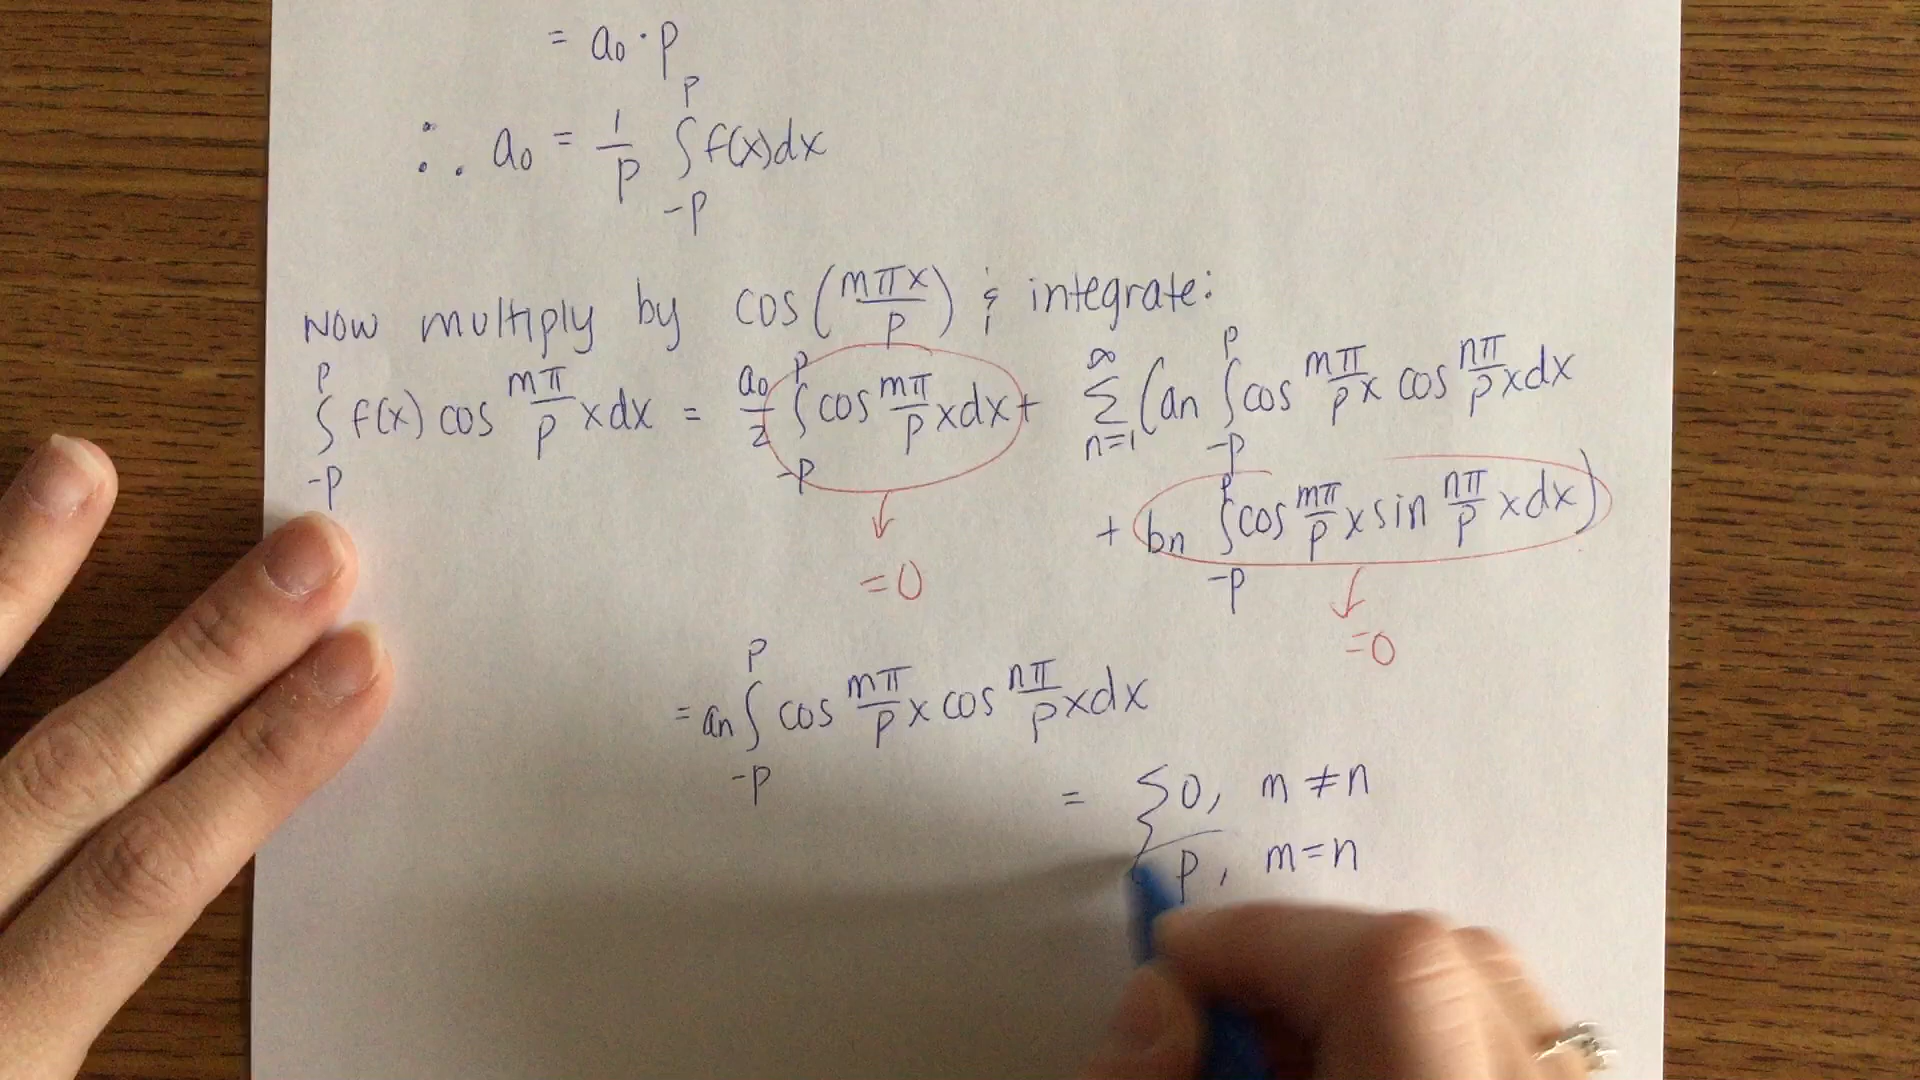 = a₀ · p
∴ a₀ = 1/p ∫_{-p}^{p} f(x)dx
Now multiply by cos(mπx/p) & integrate:
∫_{-p}^{p} f(x) cos mπ/p x dx = a₀/2 ∫_{-p}^{p} cos mπ/p x dx + ∑_{n=1}^{∞} (an ∫_{-p}^{p} cos mπ/p x cos nπ/p x dx
+ bn ∫_{-p}^{p} cos mπ/p x sin nπ/p x dx)
=0
=0
= an ∫_{-p}^{p} cos mπ/p x cos nπ/p x dx
= { 0, m ≠ n
p, m = n